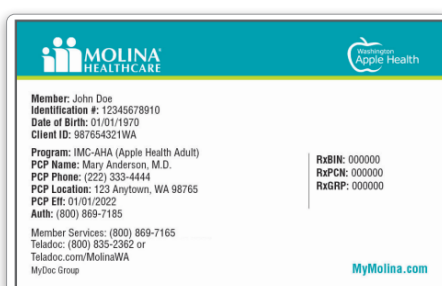 MOLINA®
HEALTHCARE
Washington
Apple Health
Member: John Doe
Identification #: 12345678910
Date of Birth: 01/01/1970
Client ID: 987654321WA
Program: IMC-AHA (Apple Health Adult)
PCP Name: Mary Anderson, M.D.
PCP Phone: (222) 333-4444
PCP Location: 123 Anytown, WA 98765
PCP Eff: 01/01/2022
Auth: (800) 869-7185
RxBIN: 000000
RxPCN: 000000
RxGRP: 000000
Member Services: (800) 869-7165
Teladoc: (800) 835-2362 or
Teladoc.com/MolinaWA
MyDoc Group
MyMolina.com